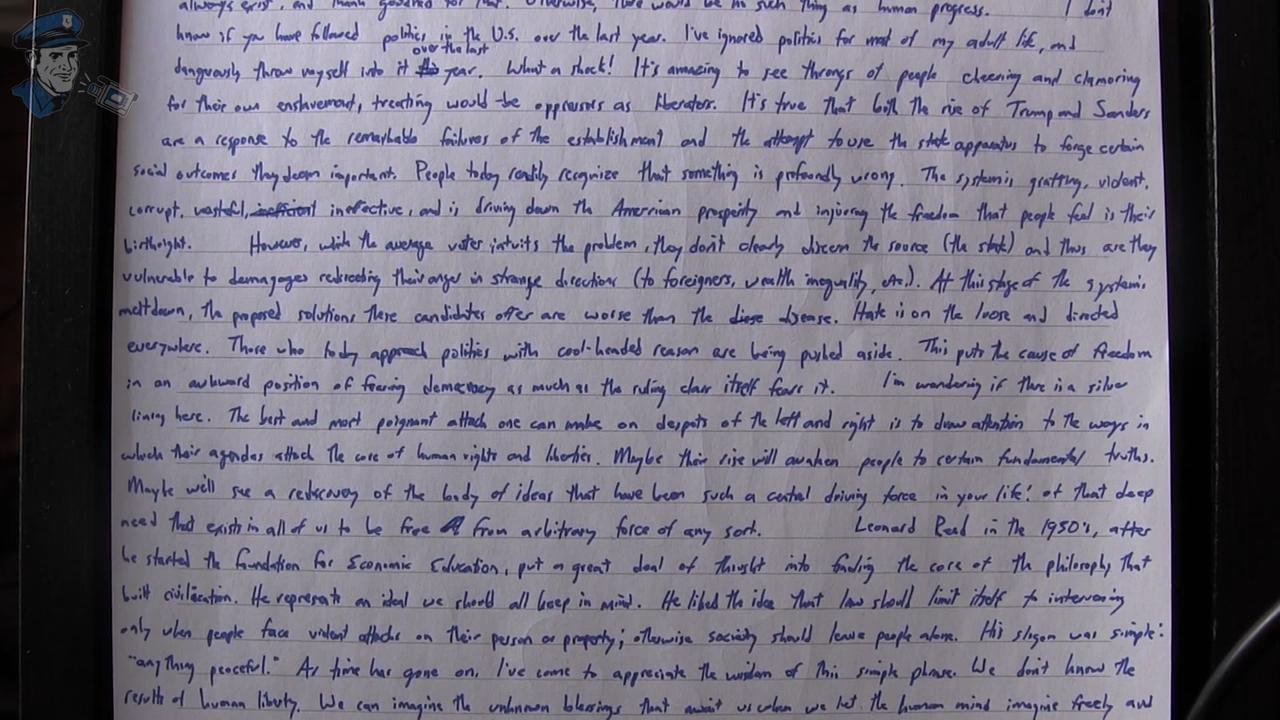 always exist, and thank goodness for that. Otherwise, there would be no such thing as human progress. I don't
know if you have followed politics in the U.S. over the last year. I've ignored politics for most of my adult life, and
over the last
dangerously throw myself into it this year. What a shock! It's amazing to see throngs of people cheering and clamoring
for their own enslavement, treating would-be oppressors as liberators. It's true that both the rise of Trump and Sanders
are a response to the remarkable failures of the establishment and the attempt to use the state apparatus to forge certain
social outcomes they deem important. People today readily recognize that something is profoundly wrong. The system is grafting, violent,
corrupt, wasteful, inefficient ineffective, and is driving down the American prosperity and injuring the freedom that people feel is their
birthright. However, while the average voter intuits the problem, they don't clearly discern the source (the state) and thus are they
vulnerable to demagoges redirecting their anger in strange directions (to foreigners, wealth inequality, etc.). At this stage of the system's
meltdown, the proposed solutions these candidates offer are worse than the disese disease. Hate is on the loose and directed
everywhere. Those who today approach politics with cool-headed reason are being pushed aside. This puts the cause of freedom
in an awkward position of fearing democracy as much as the ruling class itself fears it. I'm wondering if there is a silver
lining here. The best and most poignant attack one can make on despots of the left and right is to draw attention to the ways in
which their agendas attack the core of human rights and liberties. Maybe their rise will awaken people to certain fundamental truths.
Maybe we'll see a rediscovery of the body of ideas that have been such a central driving force in your life: of that deep
need that exists in all of us to be free from arbitrary force of any sort. Leonard Read in the 1950's, after
he started the Foundation for Economic Education, put a great deal of thought into finding the core of the philosophy that
built civilization. He represents an ideal we should all keep in mind. He liked the idea that law should limit itself to intervening
only when people face violent attacks on their person or property; otherwise society should leave people alone. His slogan was simple:
"anything peaceful." As time has gone on, I've come to appreciate the wisdom of this simple phrase. We don't know the
results of human liberty. We can imagine the unknown blessings that await us when we let the human mind imagine freely and